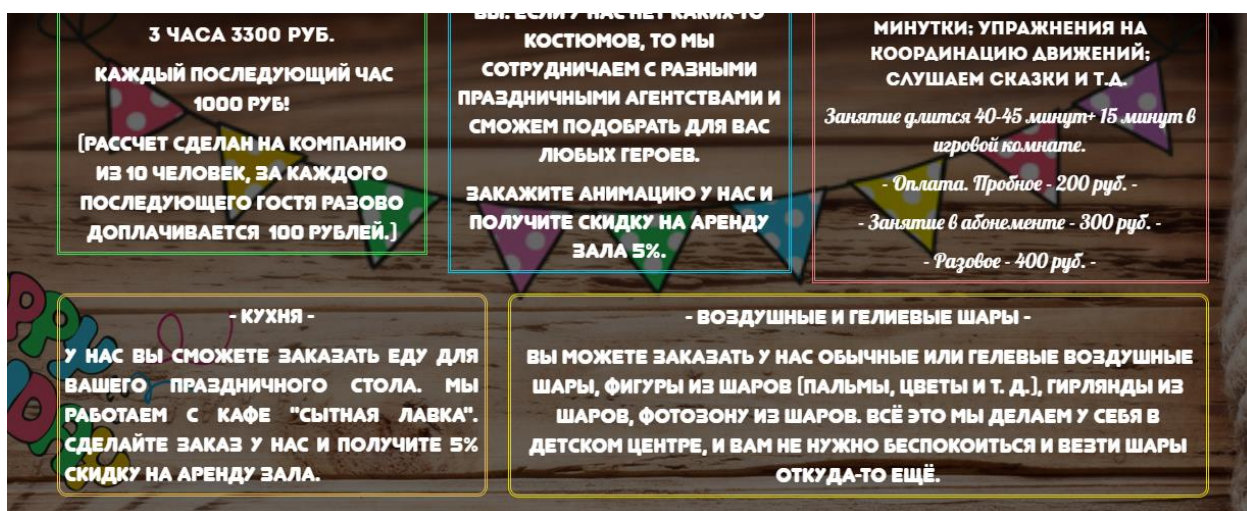 3 ЧАСА 3300 РУБ.
КАЖДЫЙ ПОСЛЕДУЮЩИЙ ЧАС
1000 РУБ!
(РАССЧЕТ СДЕЛАН НА КОМПАНИЮ
ИЗ 10 ЧЕЛОВЕК, ЗА КАЖДОГО
ПОСЛЕДУЮЩЕГО ГОСТЯ РАЗОВО
ДОПЛАЧИВАЕТСЯ 100 РУБЛЕЙ.)
ВЫ. ЕСЛИ У НАС НЕТ КАКИХ-ТО
КОСТЮМОВ, ТО МЫ
СОТРУДНИЧАЕМ С РАЗНЫМИ
ПРАЗДНИЧНЫМИ АГЕНТСТВАМИ И
СМОЖЕМ ПОДОБРАТЬ ДЛЯ ВАС
ЛЮБЫХ ГЕРОЕВ.
ЗАКАЖИТЕ АНИМАЦИЮ У НАС И
ПОЛУЧИТЕ СКИДКУ НА АРЕНДУ
ЗАЛА 5%.
МИНУТКИ; УПРАЖНЕНИЯ НА
КООРДИНАЦИЮ ДВИЖЕНИЙ;
СЛУШАЕМ СКАЗКИ И Т.Д.
Занятие длится 40-45 минут+ 15 минут в
игровой комнате.
- Оплата. Пробное - 200 руб. -
- Занятие в абонементе - 300 руб. -
- Разовое - 400 руб. -
- КУХНЯ -
У НАС ВЫ СМОЖЕТЕ ЗАКАЗАТЬ ЕДУ ДЛЯ
ВАШЕГО ПРАЗДНИЧНОГО СТОЛА. МЫ
РАБОТАЕМ С КАФЕ "СЫТНАЯ ЛАВКА".
СДЕЛАЙТЕ ЗАКАЗ У НАС И ПОЛУЧИТЕ 5%
СКИДКУ НА АРЕНДУ ЗАЛА.
- ВОЗДУШНЫЕ И ГЕЛИЕВЫЕ ШАРЫ -
ВЫ МОЖЕТЕ ЗАКАЗАТЬ У НАС ОБЫЧНЫЕ ИЛИ ГЕЛЕВЫЕ ВОЗДУШНЫЕ
ШАРЫ, ФИГУРЫ ИЗ ШАРОВ (ПАЛЬМЫ, ЦВЕТЫ И Т. Д.), ГИРЛЯНДЫ ИЗ
ШАРОВ, ФОТОЗОНУ ИЗ ШАРОВ. ВСЁ ЭТО МЫ ДЕЛАЕМ У СЕБЯ В
ДЕТСКОМ ЦЕНТРЕ, И ВАМ НЕ НУЖНО БЕСПОКОИТЬСЯ И ВЕЗТИ ШАРЫ
ОТКУДА-ТО ЕЩЁ.